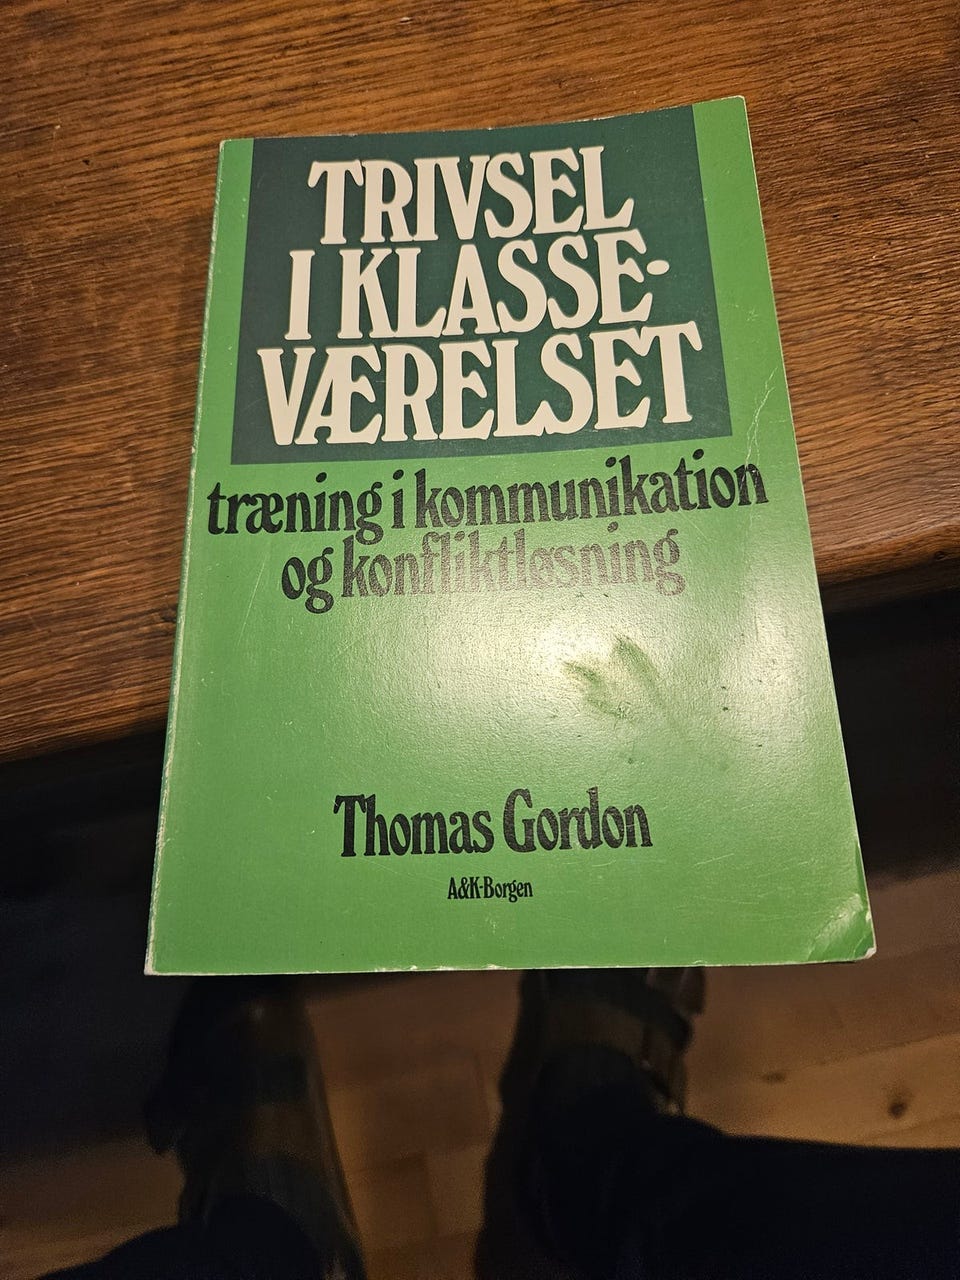 TRIVSEL
I KLASSE-
VÆRELSET
træning i kommunikation
og konfliktløsning
Thomas Gordon
A&K-Borgen